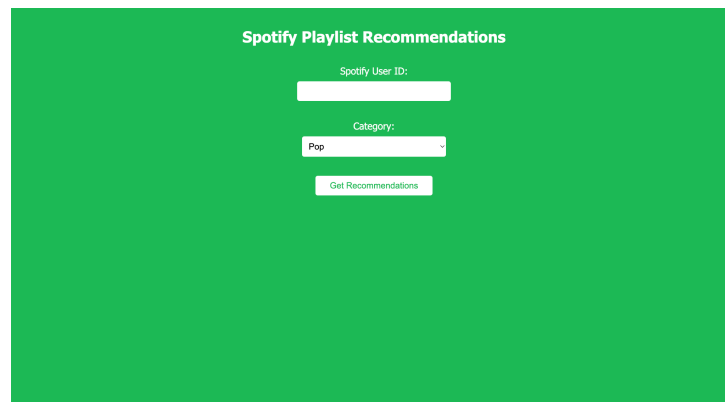 Spotify Playlist Recommendations
Spotify User ID:
Category:
Pop
Get Recommendations